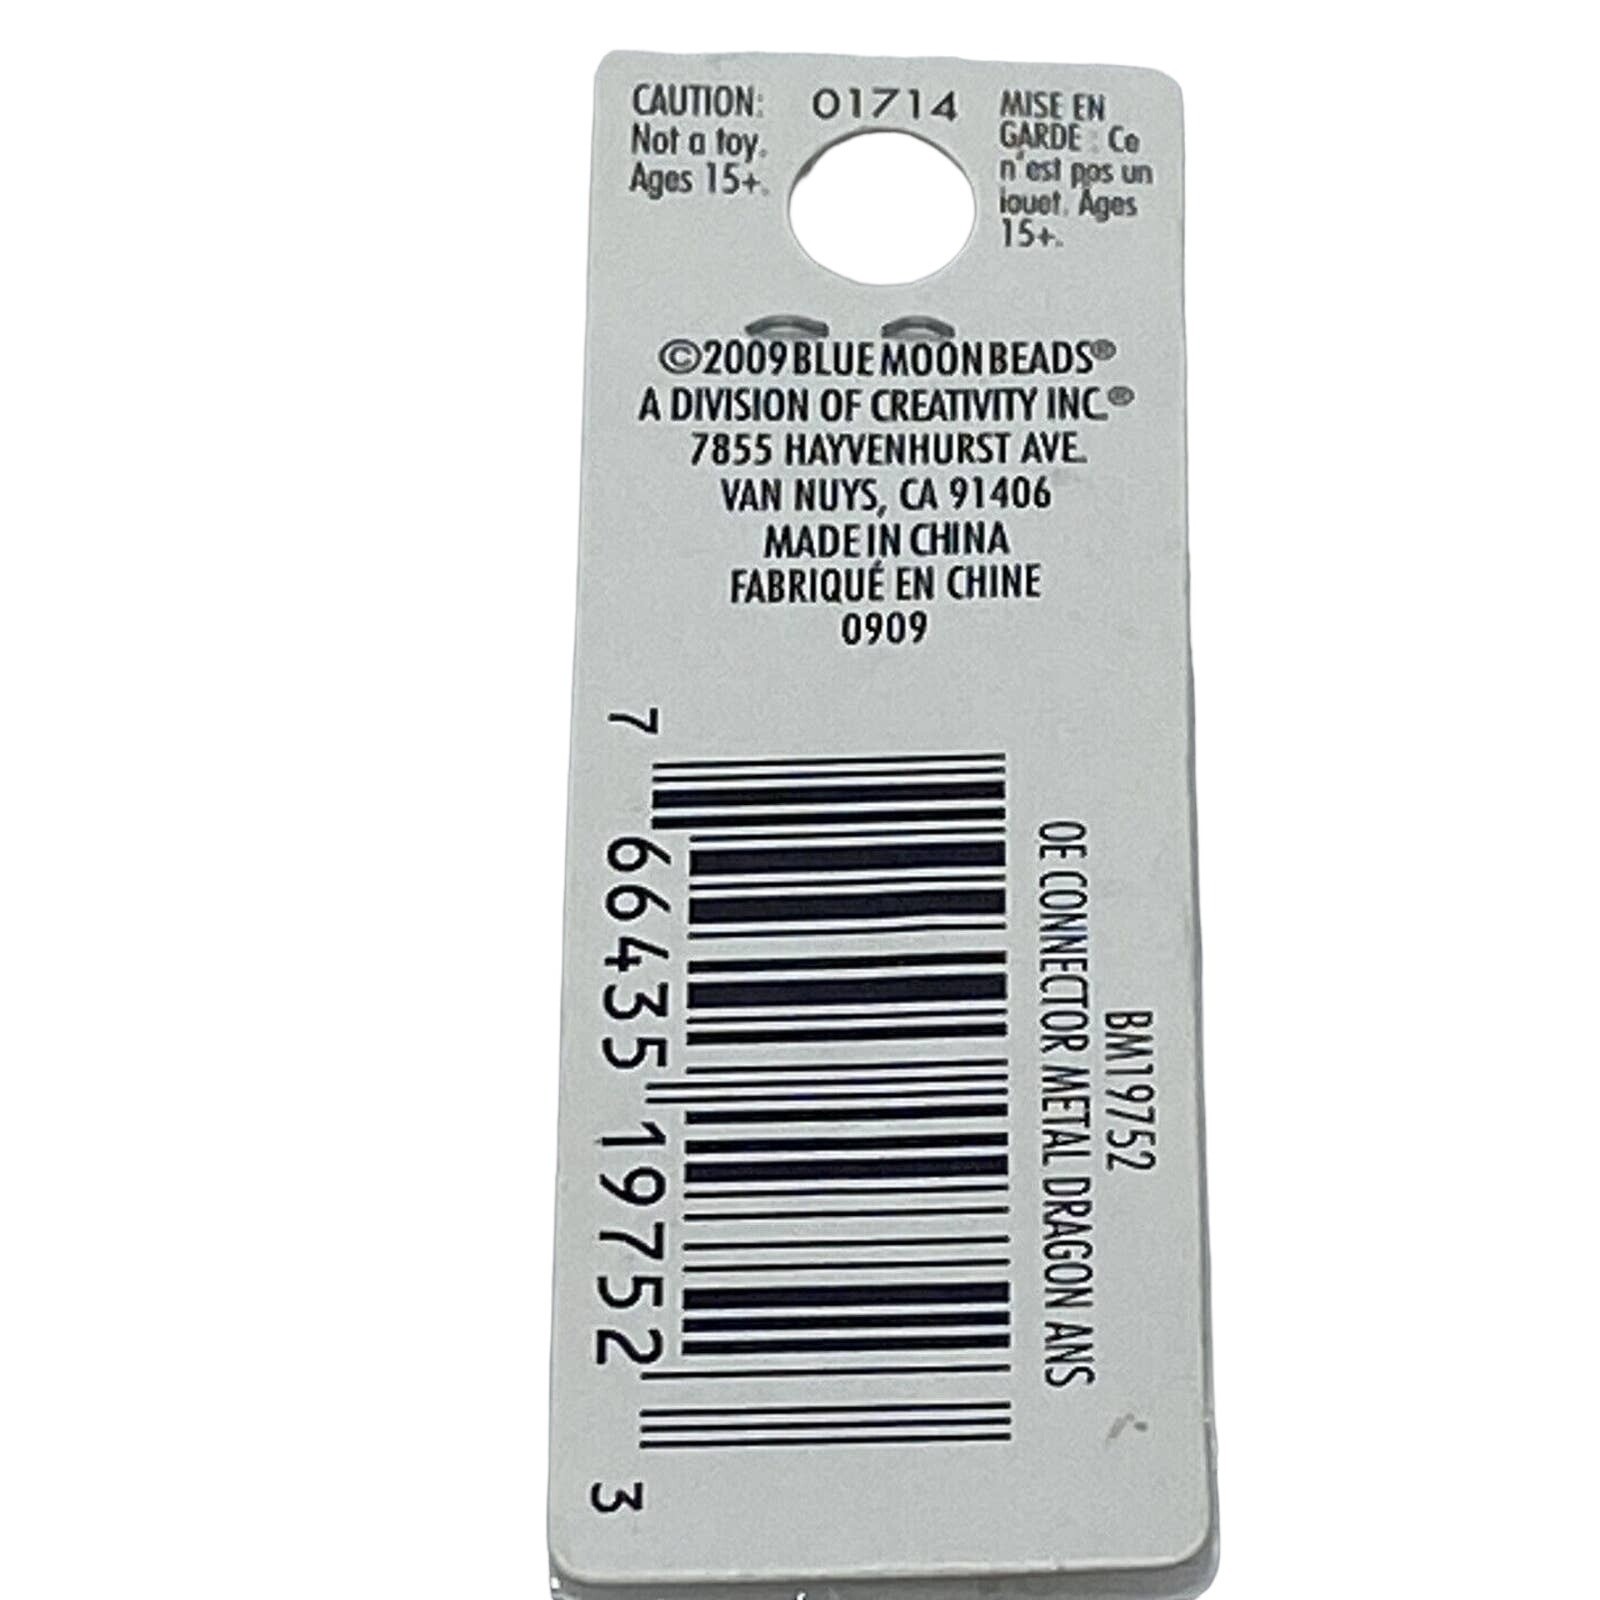 CAUTION:
Not a toy.
Ages 15+.
01714
MISE EN
GARDE : Ce
n'est pas un
jouet. Ages
15+.
©2009 BLUE MOON BEADS®
A DIVISION OF CREATIVITY INC.®
7855 HAYVENHURST AVE.
VAN NUYS, CA 91406
MADE IN CHINA
FABRIQUÉ EN CHINE
0909
BM19752
OE CONNECTOR METAL DRAGON ANS
7 66435 19752 3